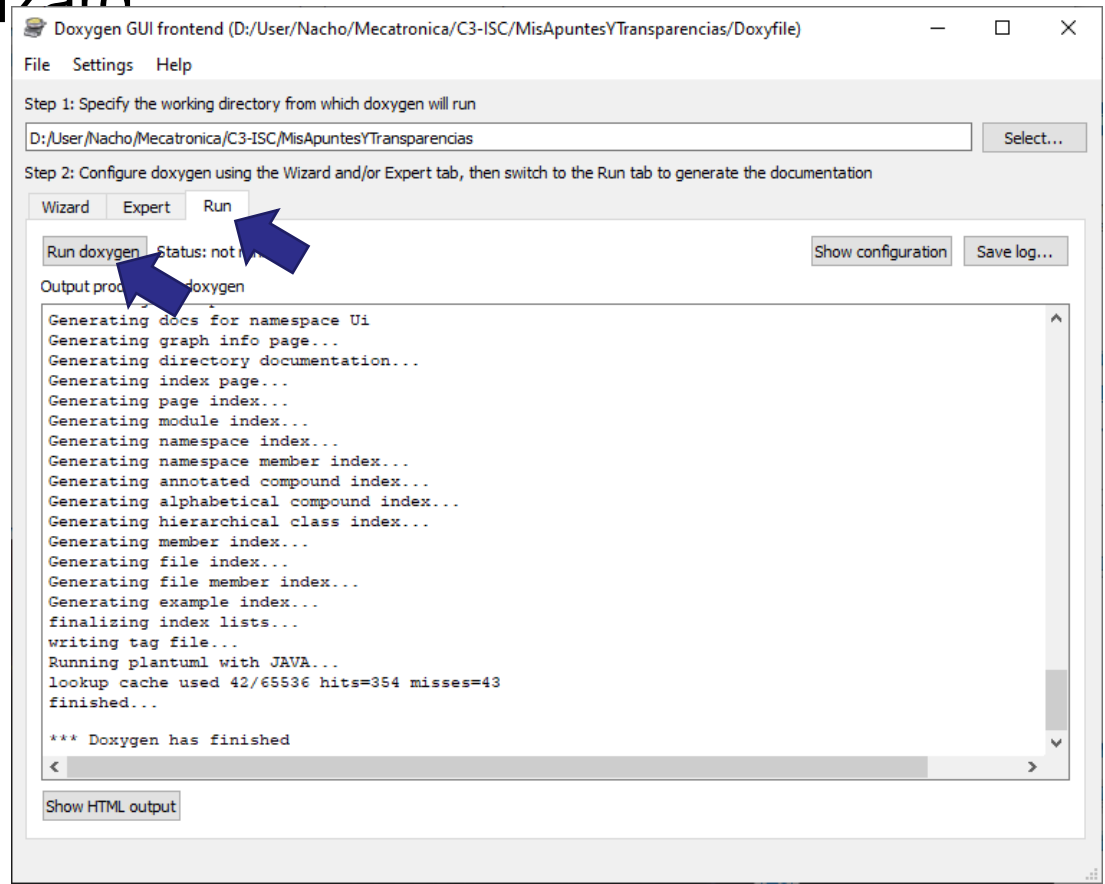 Doxygen GUI frontend (D:/User/Nacho/Mecatronica/C3-ISC/MisApuntesYTransparencias/Doxyfile)
File Settings Help
Step 1: Specify the working directory from which doxygen will run
D:/User/Nacho/Mecatronica/C3-ISC/MisApuntesYTransparencias Select...
Step 2: Configure doxygen using the Wizard and/or Expert tab, then switch to the Run tab to generate the documentation
Wizard Expert Run
Run doxygen Status: not Show configuration Save log...
Output doxygen
Generating docs for namespace Ui
Generating graph info page...
Generating directory documentation...
Generating index page...
Generating page index...
Generating module index...
Generating namespace index...
Generating namespace member index...
Generating annotated compound index...
Generating alphabetical compound index...
Generating hierarchical class index...
Generating member index...
Generating file index...
Generating file member index...
Generating example index...
finalizing index lists...
writing tag file...
Running plantuml with JAVA...
lookup cache used 42/65536 hits=354 misses=43
finished...
*** Doxygen has finished
Show HTML output